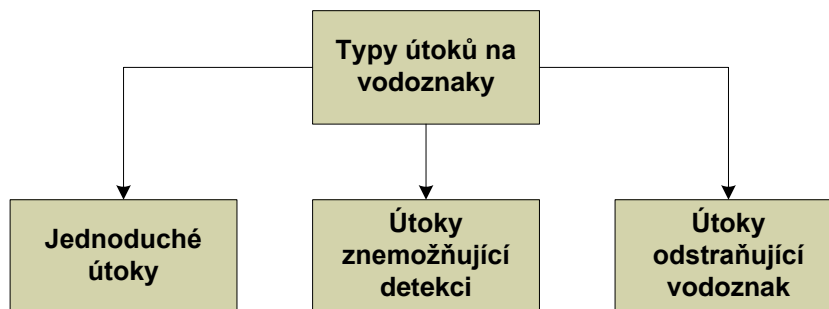 Typy útoků na
vodoznaky
Jednoduché
útoky
Útoky
znemožňující
detekci
Útoky
odstraňující
vodoznak